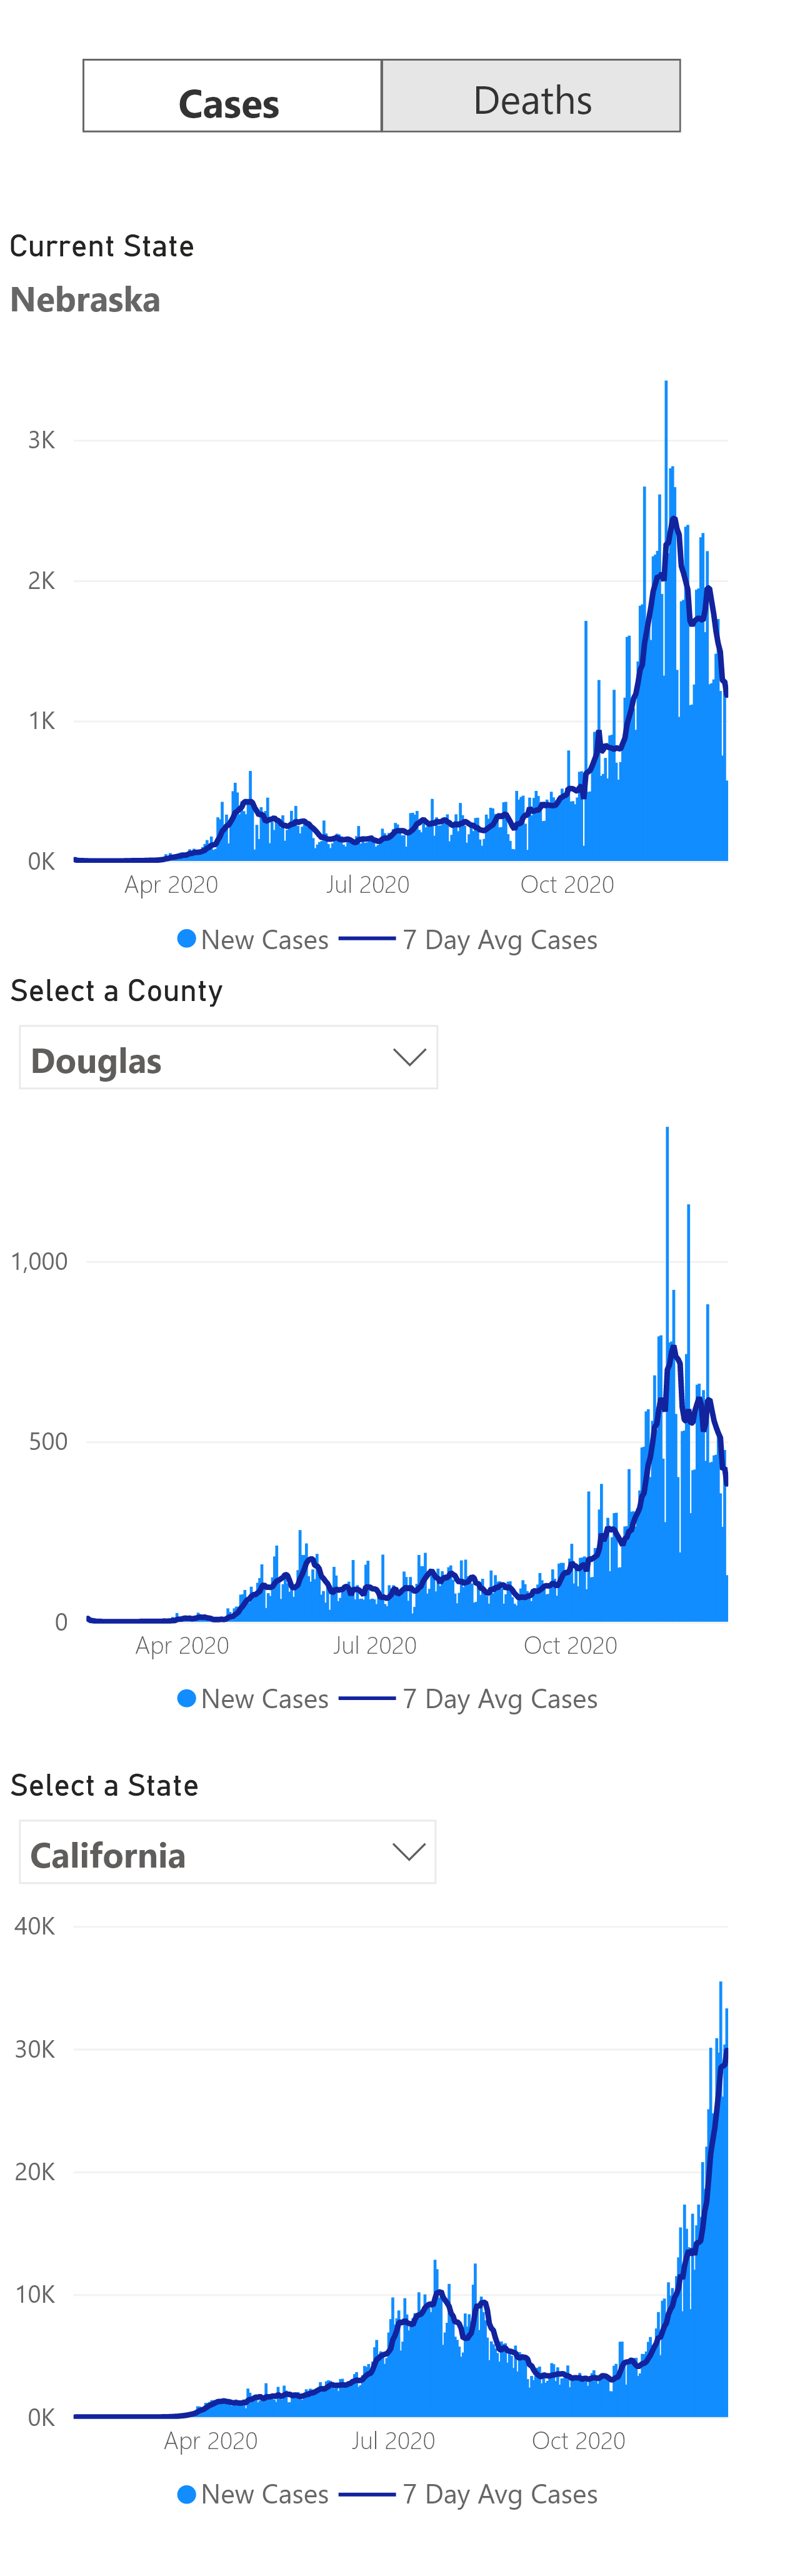 Cases Deaths
Current State
Nebraska
3K
2K
1K
0K
Apr 2020 Jul 2020 Oct 2020
New Cases 7 Day Avg Cases
Select a County
Douglas
1,000
500
0
Apr 2020 Jul 2020 Oct 2020
New Cases 7 Day Avg Cases
Select a State
California
40K
30K
20K
10K
0K
Apr 2020 Jul 2020 Oct 2020
New Cases 7 Day Avg Cases